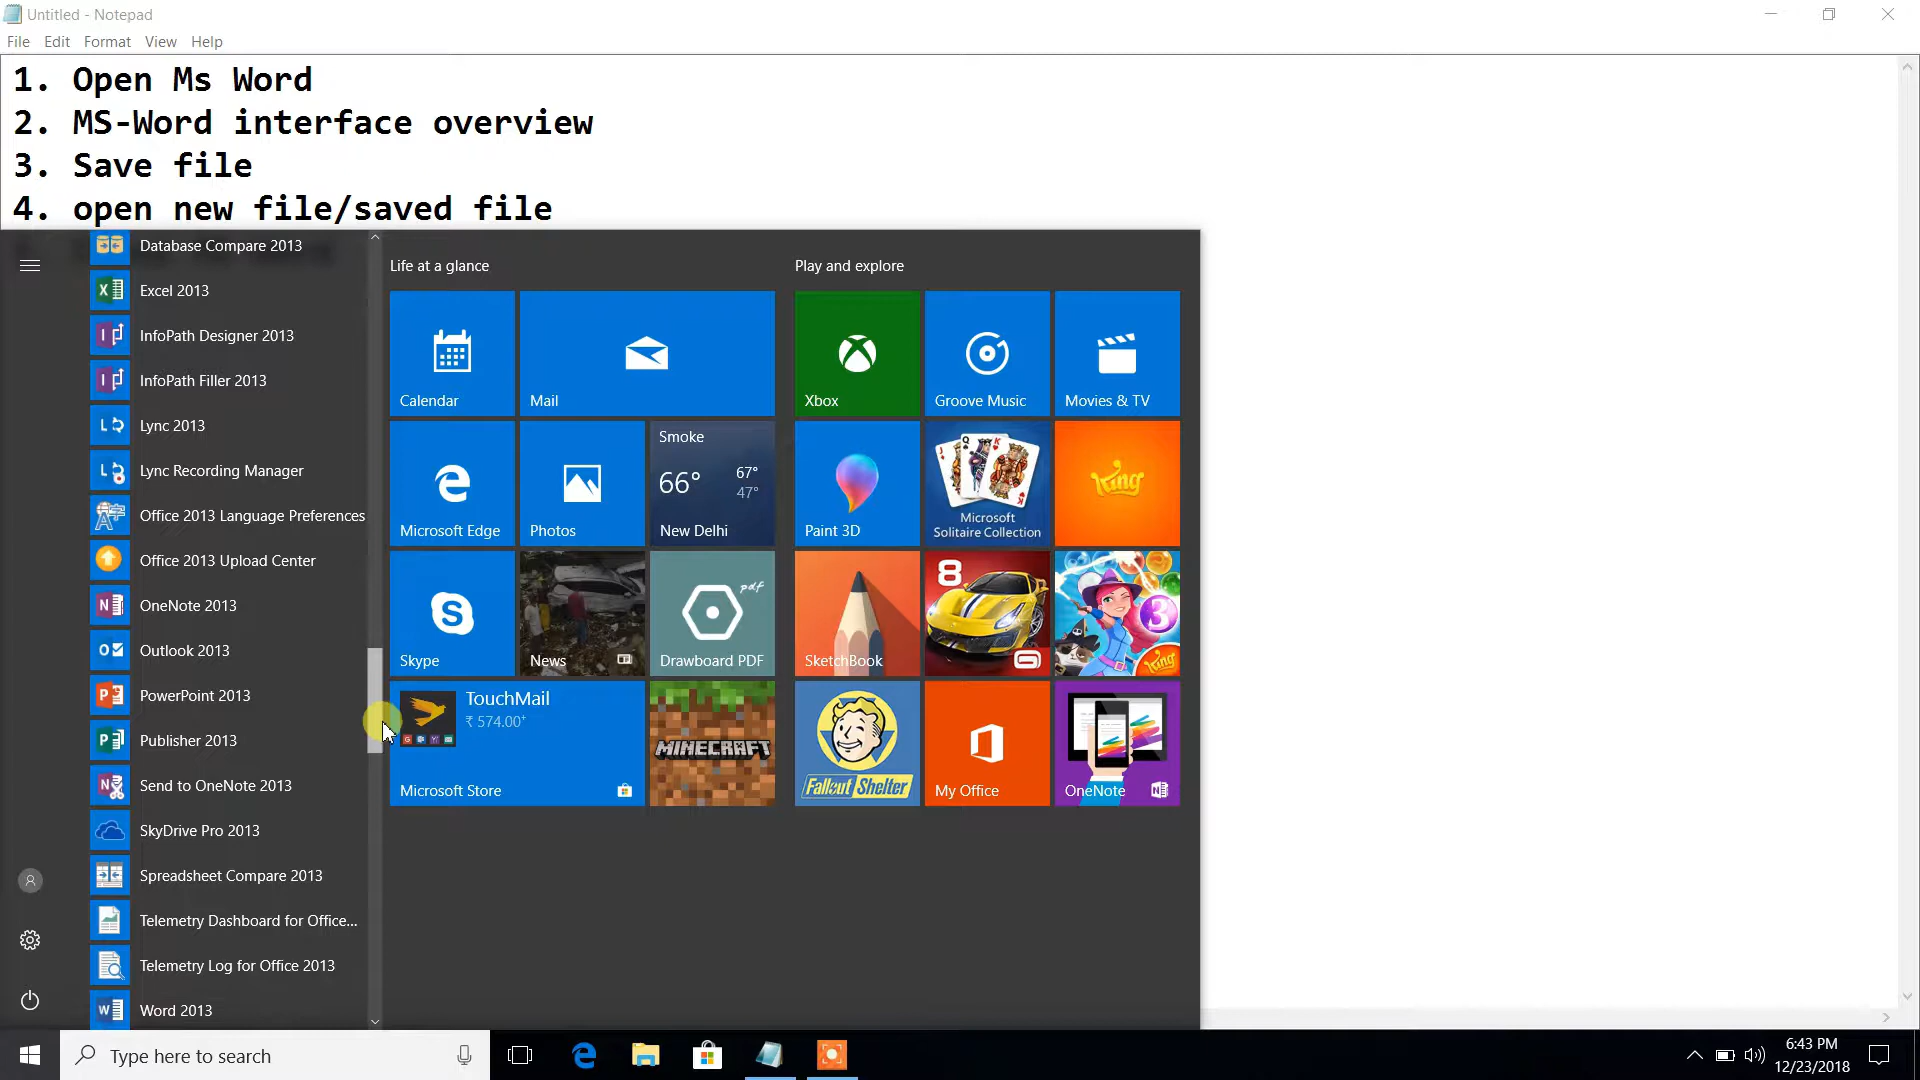 Untitled - Notepad
File Edit Format View Help
1. Open Ms Word
2. MS-Word interface overview
3. Save file
4. open new file/saved file
Database Compare 2013
Excel 2013
InfoPath Designer 2013
InfoPath Filler 2013
Lync 2013
Lync Recording Manager
Office 2013 Language Preferences
Office 2013 Upload Center
OneNote 2013
Outlook 2013
PowerPoint 2013
Publisher 2013
Send to OneNote 2013
SkyDrive Pro 2013
Spreadsheet Compare 2013
Telemetry Dashboard for Office...
Telemetry Log for Office 2013
Word 2013
Life at a glance
Calendar
Mail
Microsoft Edge
Photos
Smoke
66° 67°
47°
New Delhi
Skype
News
pdf
Drawboard PDF
TouchMail
₹ 574.00+
Microsoft Store
MINECRAFT
Play and explore
Xbox
Groove Music
Movies & TV
Paint 3D
Microsoft
Solitaire Collection
King
SketchBook
8
3
King
Fallout Shelter
My Office
OneNote
Type here to search
6:43 PM
12/23/2018